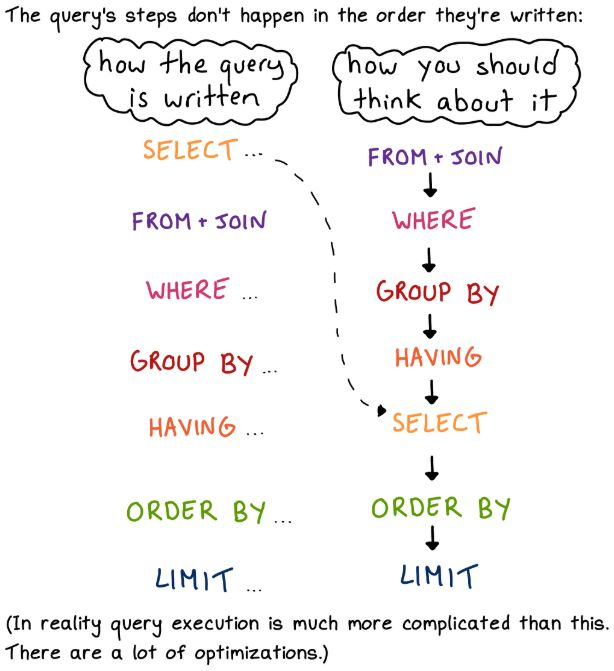 The query's steps don't happen in the order they're written:
how the query
is written
how you should
think about it
SELECT ...
FROM + JOIN
WHERE ...
GROUP BY ...
HAVING ...
ORDER BY ...
LIMIT ...
FROM + JOIN
WHERE
GROUP BY
HAVING
SELECT
ORDER BY
LIMIT
(In reality query execution is much more complicated than this.
There are a lot of optimizations.)